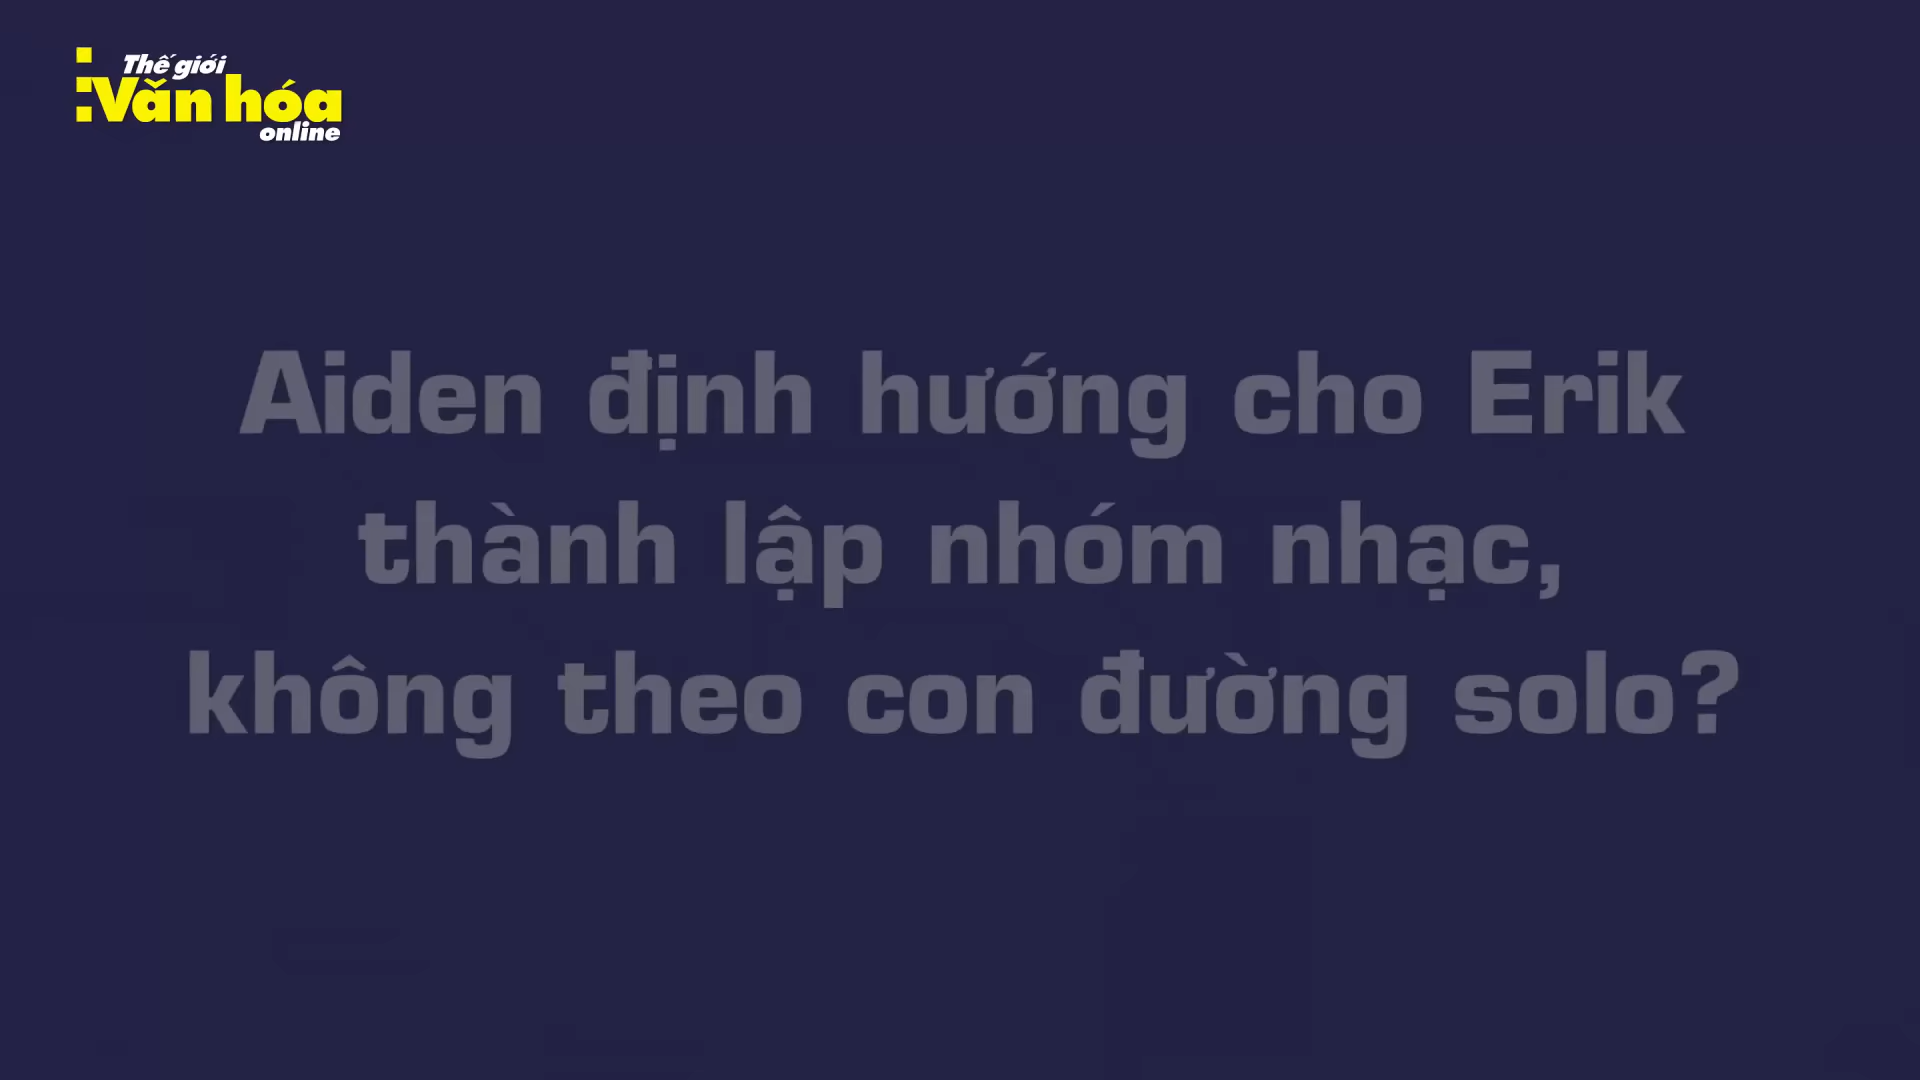 Thế giới
Văn hóa
online
Aiden định hướng cho Erik
thành lập nhóm nhạc,
không theo con đường solo?